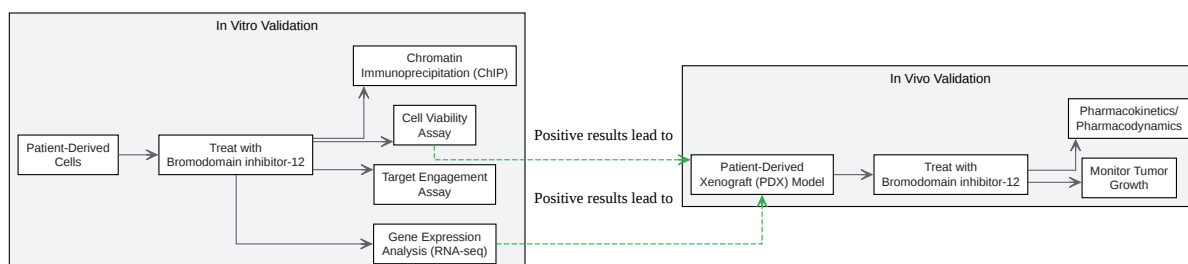 In Vitro Validation
Patient-Derived
Cells
Treat with
Bromodomain inhibitor-12
Chromatin
Immunoprecipitation (ChIP)
Cell Viability
Assay
Target Engagement
Assay
Gene Expression
Analysis (RNA-seq)
Positive results lead to
Positive results lead to
In Vivo Validation
Patient-Derived
Xenograft (PDX) Model
Treat with
Bromodomain inhibitor-12
Pharmacokinetics/
Pharmacodynamics
Monitor Tumor
Growth